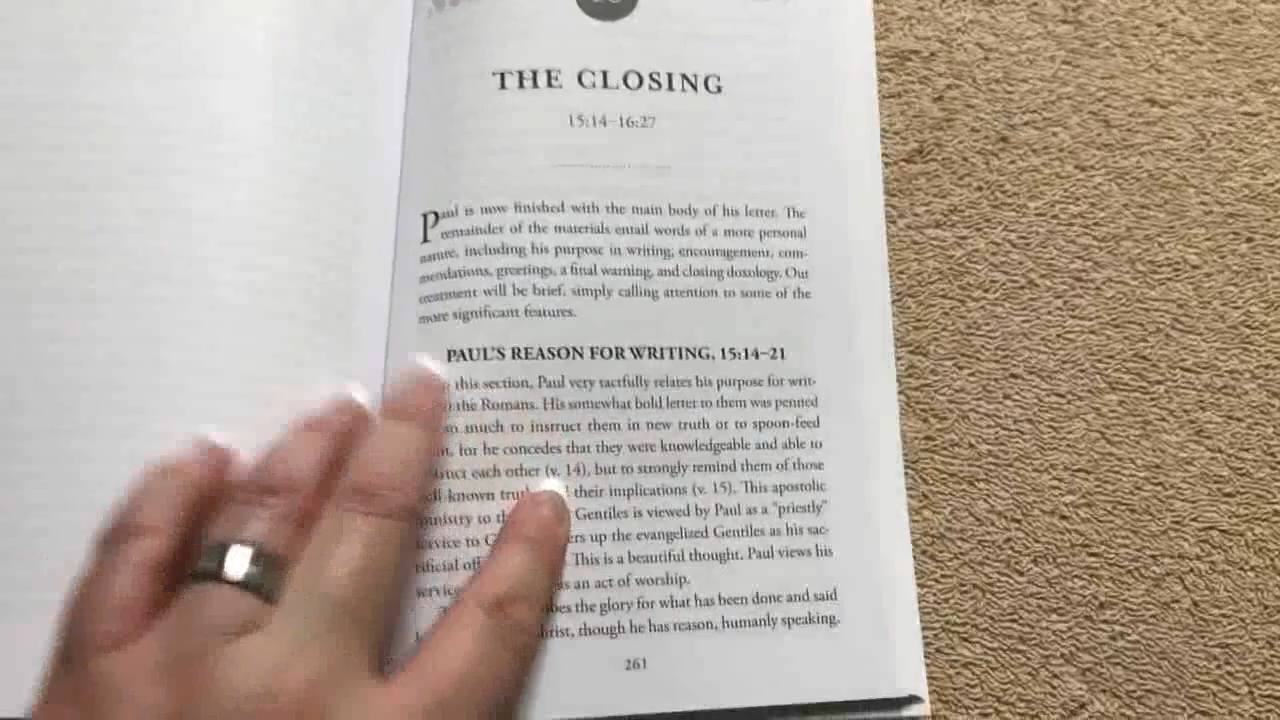 THE CLOSING
15:14–16:27
Paul is now finished with the main body of his letter. The
remainder of the materials entail words of a more personal
nature, including his purpose in writing, encouragement, com-
mendations, greetings, a final warning, and closing doxology. Our
treatment will be brief, simply calling attention to some of the
more significant features.
PAUL'S REASON FOR WRITING, 15:14–21
this section, Paul very tactfully relates his purpose for writ-
the Romans. His somewhat bold letter to them was penned
so much to instruct them in new truth or to spoon-feed
for he concedes that they were knowledgeable and able to
each other (v. 14), but to strongly remind them of those
known their implications (v. 15). This apostolic
ministry to Gentiles is viewed by Paul as a "priestly"
service to up the evangelized Gentiles as his sac-
This is a beautiful thought. Paul views his
as an act of worship.
the glory for what has been done and said
though he has reason, humanly speaking,
261